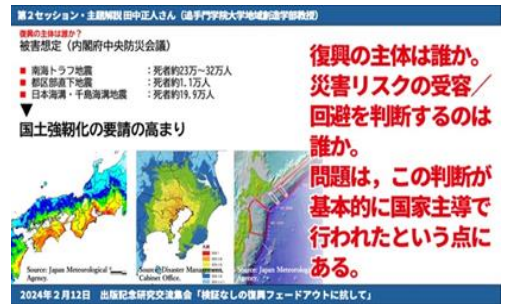 第2セッション・主題解説 田中正人さん（追手門学院大学地域創造学部教授）
復興の主体は誰か？
被害想定（内閣府中央防災会議）
■ 南海トラフ地震 ：死者約23万〜32万人
■ 都区部直下地震 ：死者約1.1万人
■ 日本海溝・千島海溝地震 ：死者約19.9万人
▼
国土強靭化の要請の高まり
復興の主体は誰か。
災害リスクの受容／
回避を判断するのは
誰か。
問題は，この判断が
基本的に国家主導で
行われたという点に
ある。
Source: Japan Meteorological
Agency.
Source: Disaster Management,
Cabinet Office.
Source: Japan Meteorological
Agency.
2024年2月12日 出版記念研究交流集会「検証なしの復興フェードアウトに抗して」